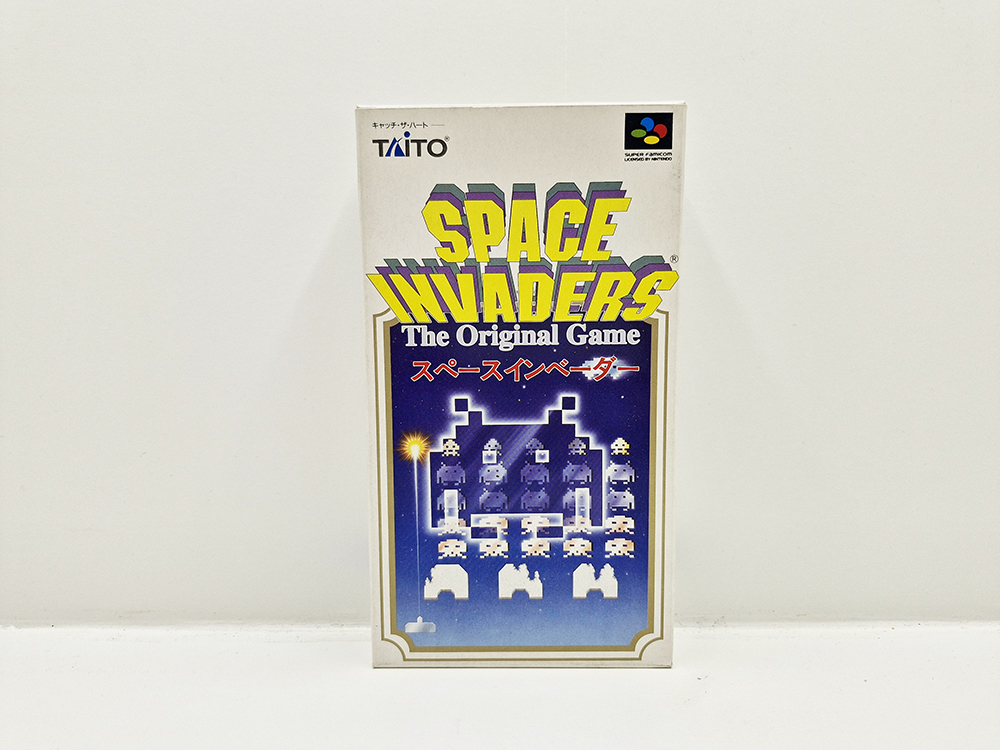 キャッチ・ザ・ハート
TAITO®
SUPER FAMICOM
LICENSED BY NINTENDO
SPACE
INVADERS®
The Original Game
スペースインベーダー